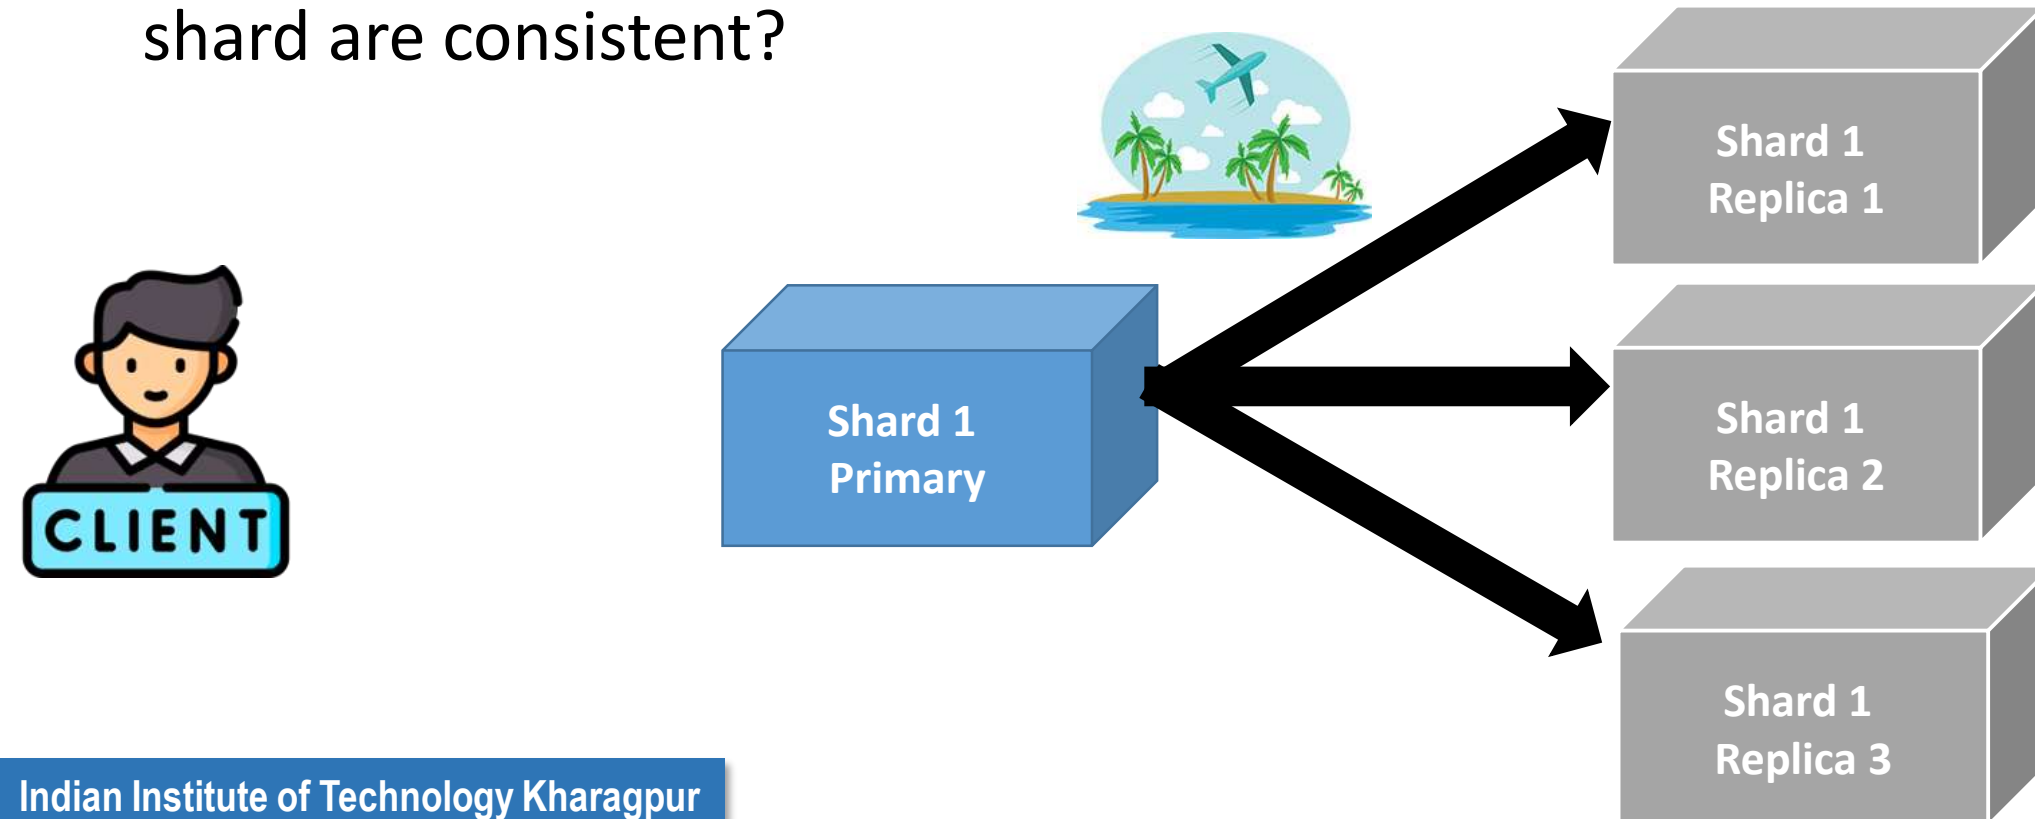 shard are consistent?
Shard 1
Replica 1
CLIENT
Shard 1
Primary
Shard 1
Replica 2
Shard 1
Replica 3
Indian Institute of Technology Kharagpur